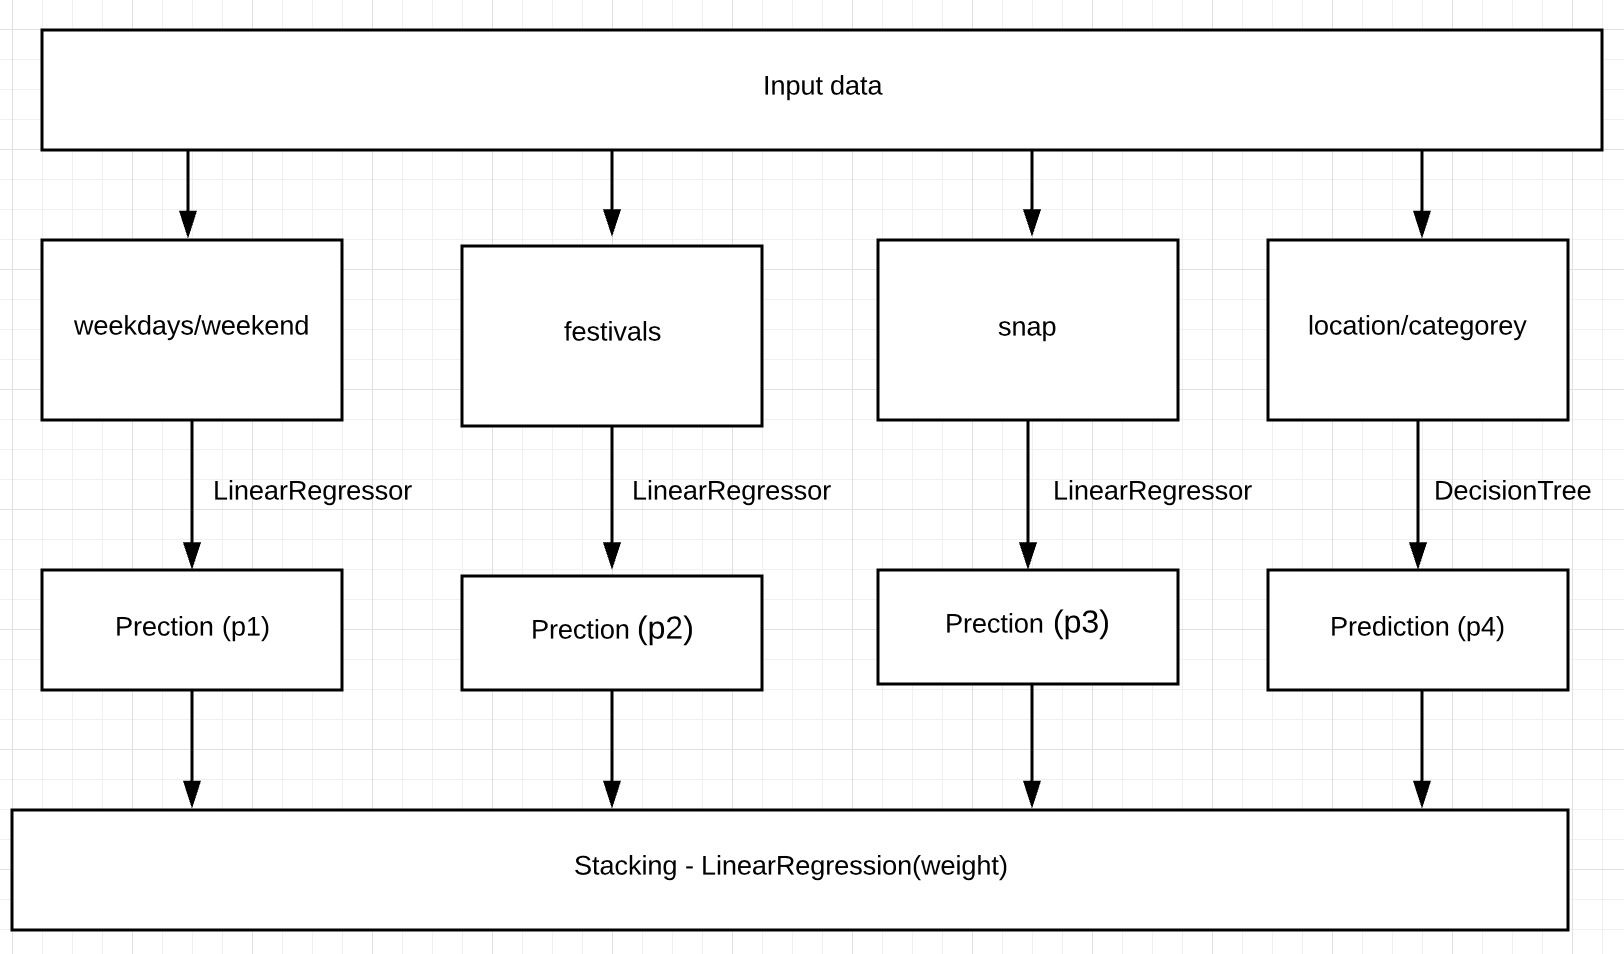 Input data
weekdays/weekend
festivals
snap
location/categorey
LinearRegressor
LinearRegressor
LinearRegressor
DecisionTree
Prection (p1)
Prection (p2)
Prection (p3)
Prediction (p4)
Stacking - LinearRegression(weight)